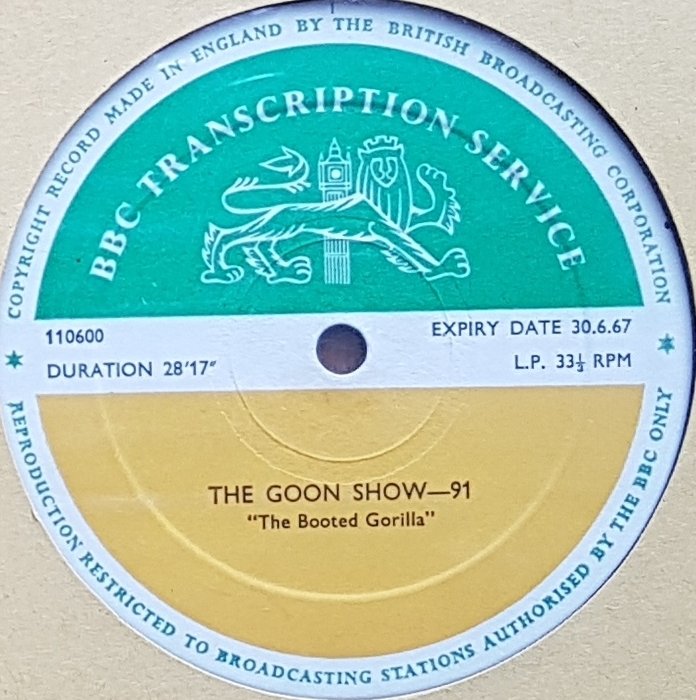 COPYRIGHT RECORD MADE IN ENGLAND BY THE BRITISH BROADCASTING CORPORATION
BBC TRANSCRIPTION SERVICE
110600
EXPIRY DATE 30.6.67
DURATION 28'17"
L.P. 33⅓ RPM
THE GOON SHOW—91
"The Booted Gorilla"
REPRODUCTION RESTRICTED TO BROADCASTING STATIONS AUTHORISED BY THE BBC ONLY